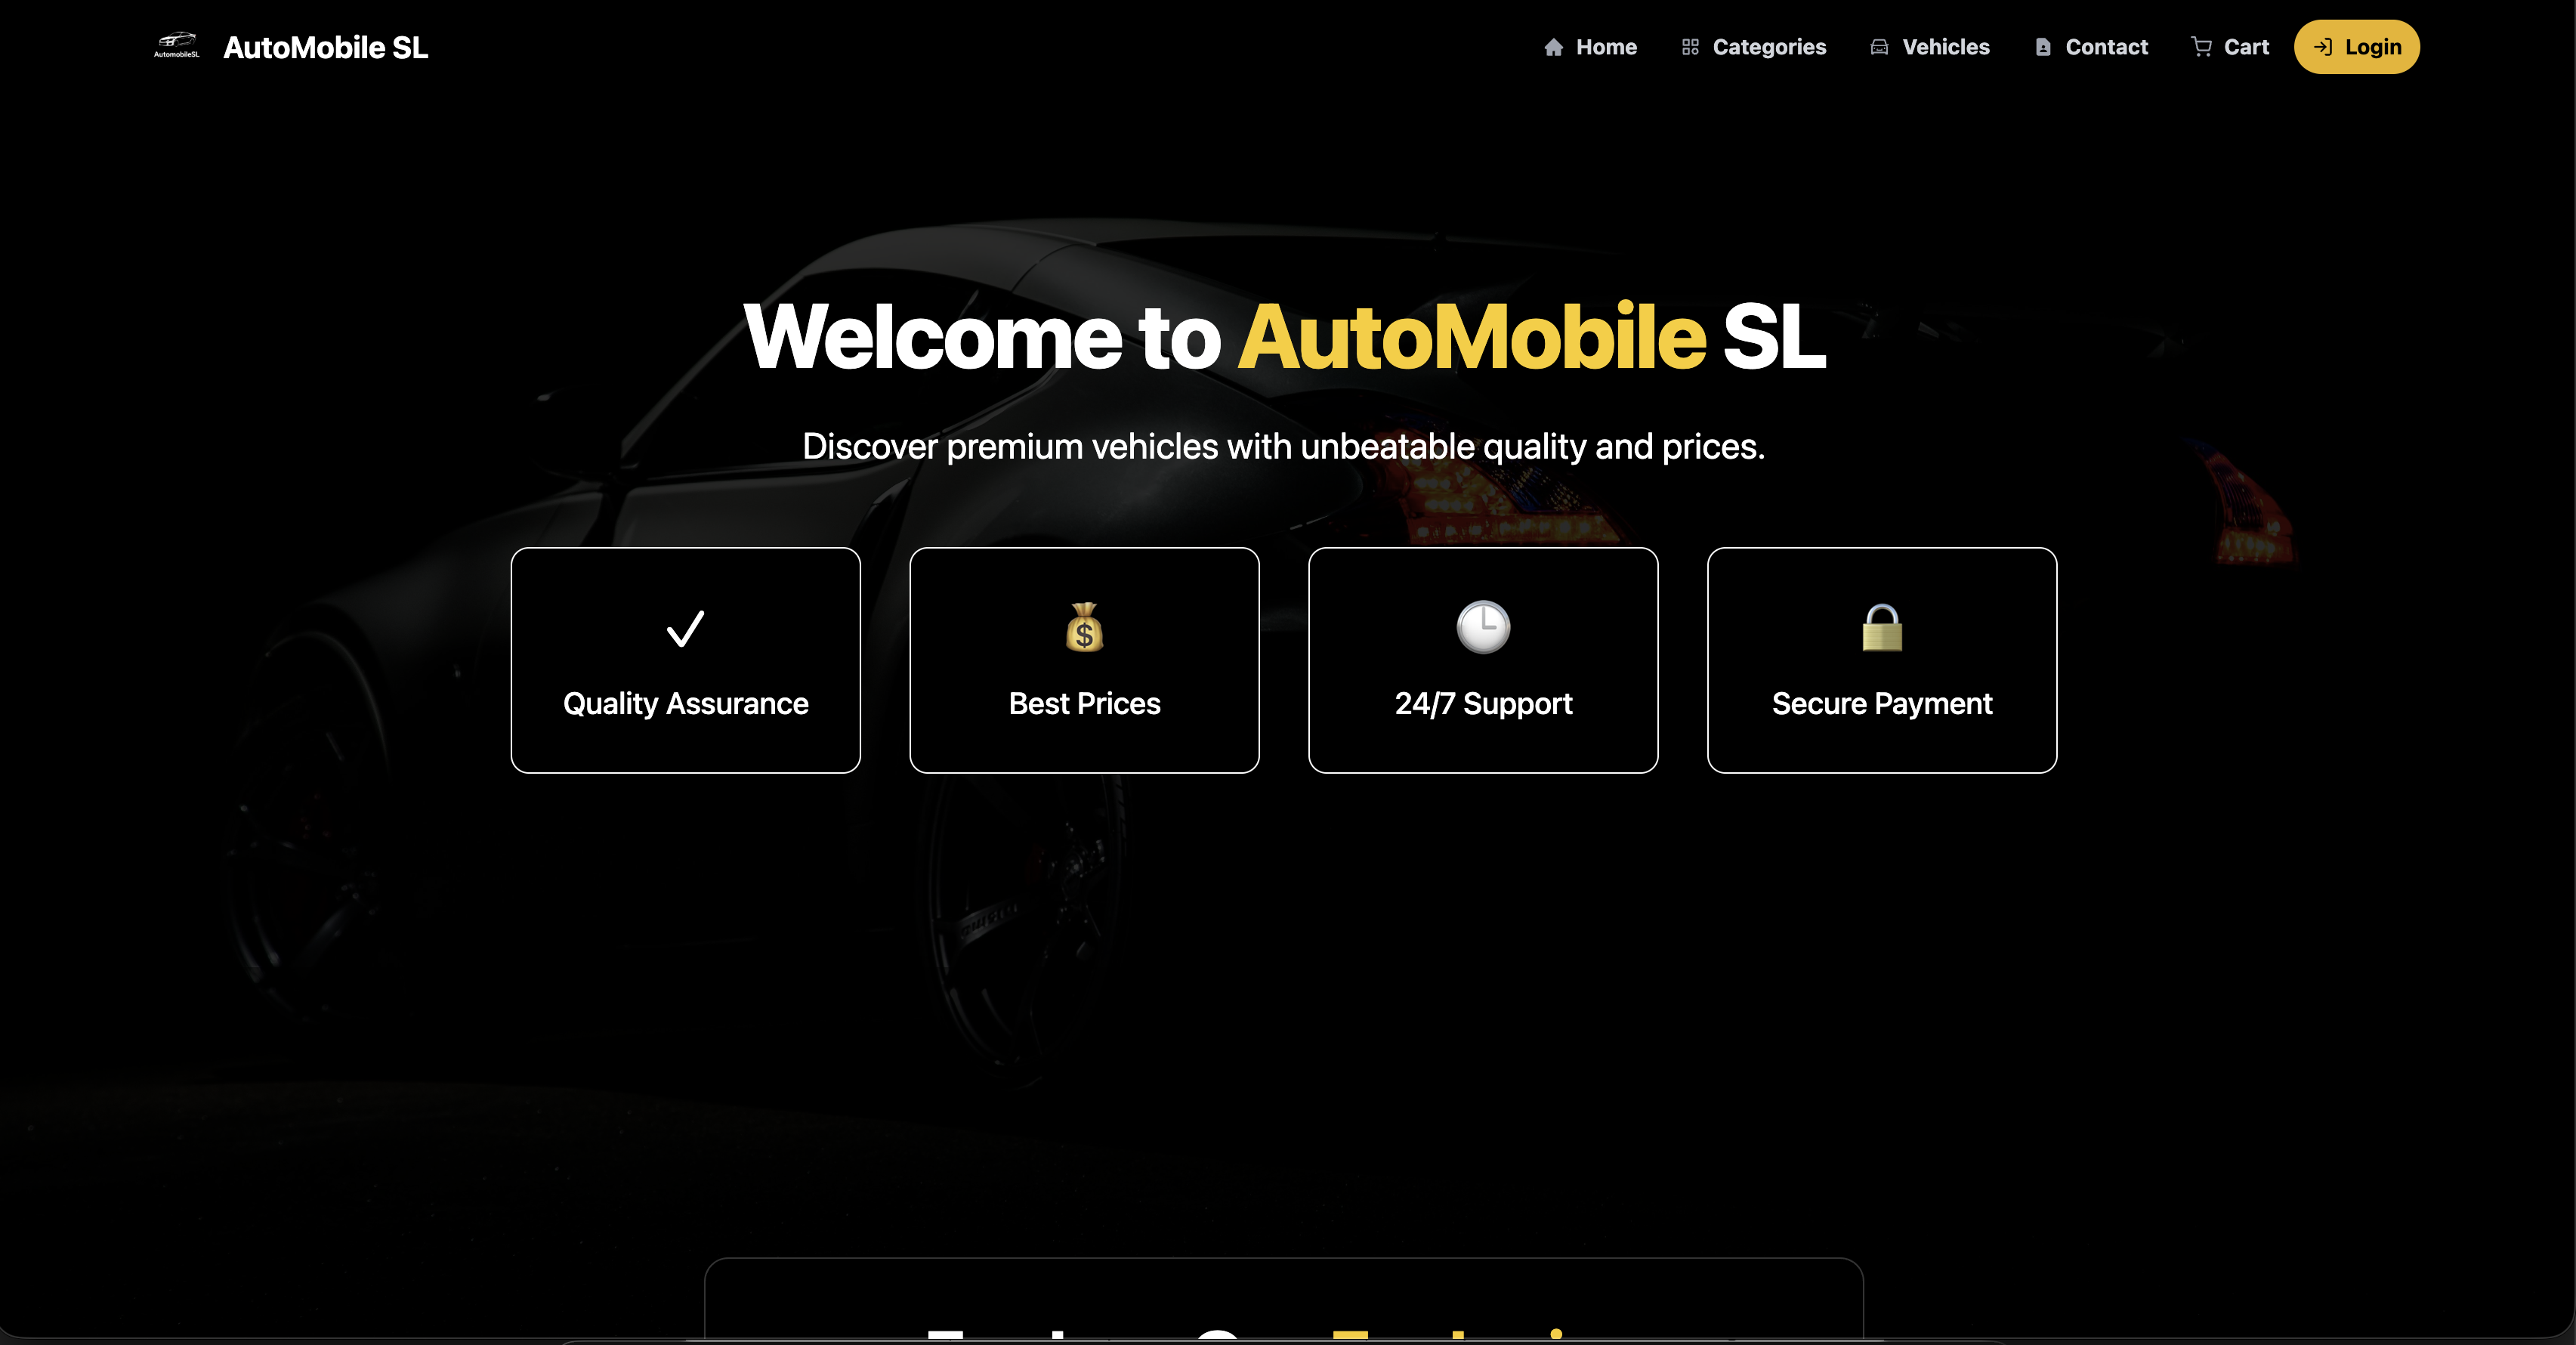 AutomobileSL
AutoMobile SL
Home
Categories
Vehicles
Contact
Cart
Login
Welcome to AutoMobile SL
Discover premium vehicles with unbeatable quality and prices.
$
Quality Assurance
Best Prices
24/7 Support
Secure Payment